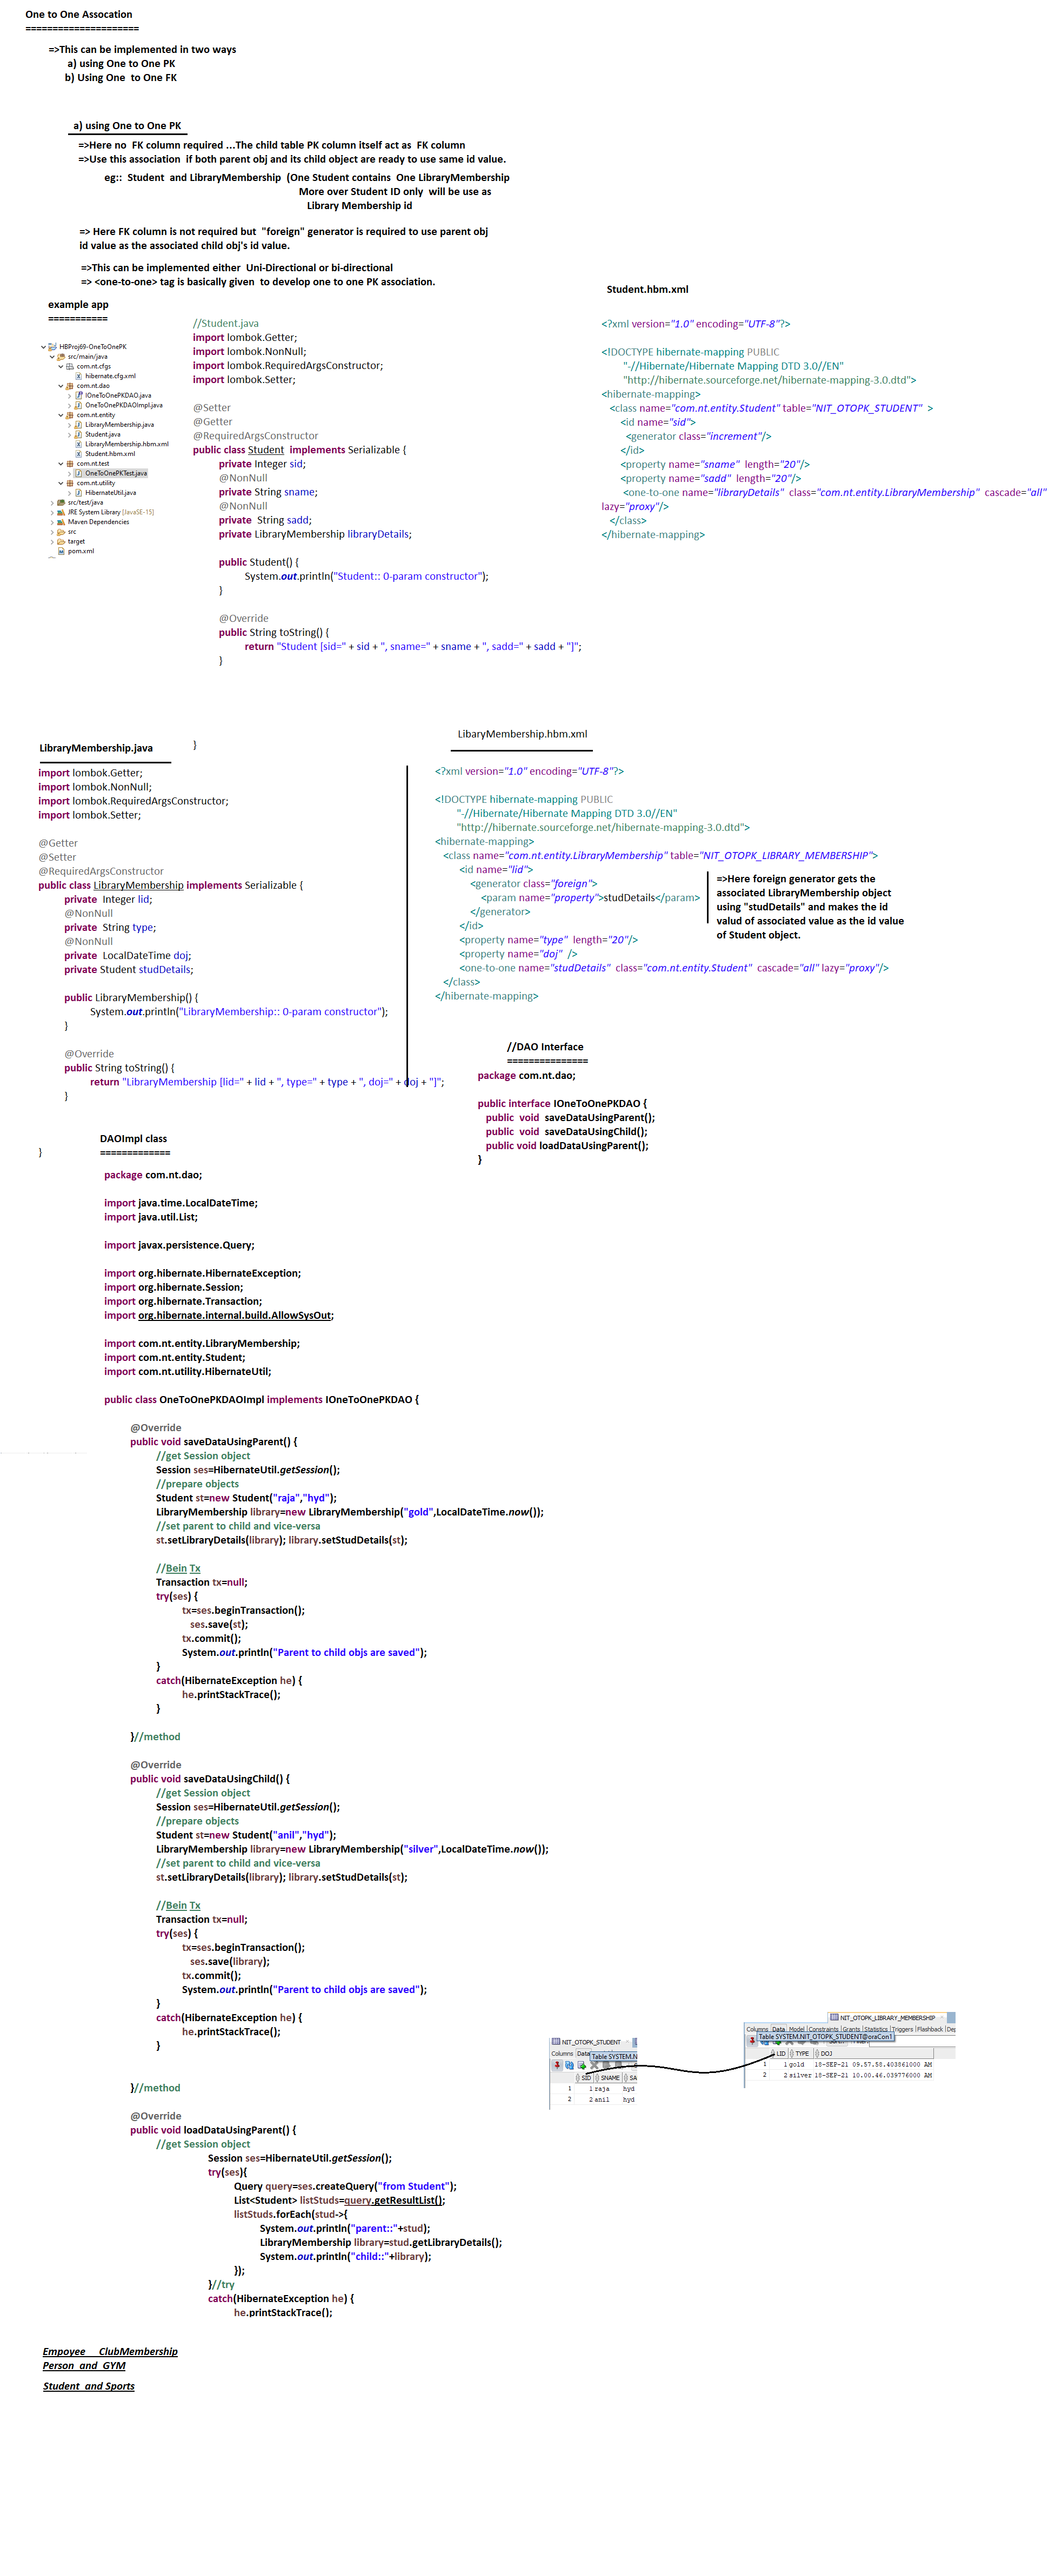 One to One Assocation
=====================
=>This can be implemented in two ways
a) using One to One PK
b) Using One  to One FK
a) using One to One PK
=>Here no  FK column required ...The child table PK column itself act as  FK column
=>Use this association  if both parent obj and its child object are ready to use same id value.
eg::  Student  and LibraryMembership  (One Student contains  One LibraryMembership
More over Student ID only  will be use as
Library Membership id
=> Here FK column is not required but  "foreign" generator is required to use parent obj
id value as the associated child obj's id value.
=>This can be implemented either  Uni-Directional or bi-directional
=> <one-to-one> tag is basically given  to develop one to one PK association.
example app
===========
HBProj69-OneToOnePK
src/main/java
com.nt.cfgs
hibernate.cfg.xml
com.nt.dao
IOneToOnePKDAO.java
OneToOnePKDAOImpl.java
com.nt.entity
LibraryMembership.java
Student.java
LibraryMembership.hbm.xml
Student.hbm.xml
com.nt.test
OneToOnePKTest.java
com.nt.utility
HibernateUtil.java
src/test/java
JRE System Library [JavaSE-15]
Maven Dependencies
src
target
pom.xml
//Student.java
import lombok.Getter;
import lombok.NonNull;
import lombok.RequiredArgsConstructor;
import lombok.Setter;
@Setter
@Getter
@RequiredArgsConstructor
public class Student  implements Serializable {
private Integer sid;
@NonNull
private String sname;
@NonNull
private  String sadd;
private LibraryMembership libraryDetails;
public Student() {
System.out.println("Student:: 0-param constructor");
}
@Override
public String toString() {
return "Student [sid=" + sid + ", sname=" + sname + ", sadd=" + sadd + "]";
}
}
Student.hbm.xml
<?xml version="1.0" encoding="UTF-8"?>
<!DOCTYPE hibernate-mapping PUBLIC
"-//Hibernate/Hibernate Mapping DTD 3.0//EN"
"http://hibernate.sourceforge.net/hibernate-mapping-3.0.dtd">
<hibernate-mapping>
<class name="com.nt.entity.Student" table="NIT_OTOPK_STUDENT"  >
<id name="sid">
<generator class="increment"/>
</id>
<property name="sname"  length="20"/>
<property name="sadd"  length="20"/>
<one-to-one name="libraryDetails"  class="com.nt.entity.LibraryMembership"  cascade="all"
lazy="proxy"/>
</class>
</hibernate-mapping>
LibraryMembership.java
import lombok.Getter;
import lombok.NonNull;
import lombok.RequiredArgsConstructor;
import lombok.Setter;
@Getter
@Setter
@RequiredArgsConstructor
public class LibraryMembership implements Serializable {
private  Integer lid;
@NonNull
private  String type;
@NonNull
private  LocalDateTime doj;
private Student studDetails;
public LibraryMembership() {
System.out.println("LibraryMembership:: 0-param constructor");
}
@Override
public String toString() {
return "LibraryMembership [lid=" + lid + ", type=" + type + ", doj=" + doj + "]";
}
}
LibaryMembership.hbm.xml
<?xml version="1.0" encoding="UTF-8"?>
<!DOCTYPE hibernate-mapping PUBLIC
"-//Hibernate/Hibernate Mapping DTD 3.0//EN"
"http://hibernate.sourceforge.net/hibernate-mapping-3.0.dtd">
<hibernate-mapping>
<class name="com.nt.entity.LibraryMembership" table="NIT_OTOPK_LIBRARY_MEMBERSHIP">
<id name="lid">
<generator class="foreign">
<param name="property">studDetails</param>
</generator>
</id>
<property name="type"  length="20"/>
<property name="doj"  />
<one-to-one name="studDetails"  class="com.nt.entity.Student"  cascade="all" lazy="proxy"/>
</class>
</hibernate-mapping>
=>Here foreign generator gets the
associated LibraryMembership object
using "studDetails" and makes the id
valud of associated value as the id value
of Student object.
//DAO Interface
===============
package com.nt.dao;
public interface IOneToOnePKDAO {
public  void  saveDataUsingParent();
public  void  saveDataUsingChild();
public void loadDataUsingParent();
}
DAOImpl class
=============
package com.nt.dao;
import java.time.LocalDateTime;
import java.util.List;
import javax.persistence.Query;
import org.hibernate.HibernateException;
import org.hibernate.Session;
import org.hibernate.Transaction;
import org.hibernate.internal.build.AllowSysOut;
import com.nt.entity.LibraryMembership;
import com.nt.entity.Student;
import com.nt.utility.HibernateUtil;
public class OneToOnePKDAOImpl implements IOneToOnePKDAO {
@Override
public void saveDataUsingParent() {
//get Session object
Session ses=HibernateUtil.getSession();
//prepare objects
Student st=new Student("raja","hyd");
LibraryMembership library=new LibraryMembership("gold",LocalDateTime.now());
//set parent to child and vice-versa
st.setLibraryDetails(library); library.setStudDetails(st);
//Bein Tx
Transaction tx=null;
try(ses) {
tx=ses.beginTransaction();
ses.save(st);
tx.commit();
System.out.println("Parent to child objs are saved");
}
catch(HibernateException he) {
he.printStackTrace();
}
}//method
@Override
public void saveDataUsingChild() {
//get Session object
Session ses=HibernateUtil.getSession();
//prepare objects
Student st=new Student("anil","hyd");
LibraryMembership library=new LibraryMembership("silver",LocalDateTime.now());
//set parent to child and vice-versa
st.setLibraryDetails(library); library.setStudDetails(st);
//Bein Tx
Transaction tx=null;
try(ses) {
tx=ses.beginTransaction();
ses.save(library);
tx.commit();
System.out.println("Parent to child objs are saved");
}
catch(HibernateException he) {
he.printStackTrace();
}
}//method
NIT_OTOPK_STUDENT
Columns Data Table SYSTEM.N
SID SNAME SA
1 1 raja hyd
2 2 anil hyd
NIT_OTOPK_LIBRARY_MEMBERSHIP
Columns Data Model Constraints Grants Statistics Triggers Flashback Dep
Table SYSTEM.NIT_OTOPK_STUDENT@oraCon1
LID TYPE DOJ
1 1 gold 18-SEP-21 09.57.58.403861000 AM
2 2 silver 18-SEP-21 10.00.46.039776000 AM
@Override
public void loadDataUsingParent() {
//get Session object
Session ses=HibernateUtil.getSession();
try(ses){
Query query=ses.createQuery("from Student");
List<Student> listStuds=query.getResultList();
listStuds.forEach(stud->{
System.out.println("parent::"+stud);
LibraryMembership library=stud.getLibraryDetails();
System.out.println("child::"+library);
});
}//try
catch(HibernateException he) {
he.printStackTrace();
Empoyee    ClubMembership
Person  and  GYM
Student  and Sports